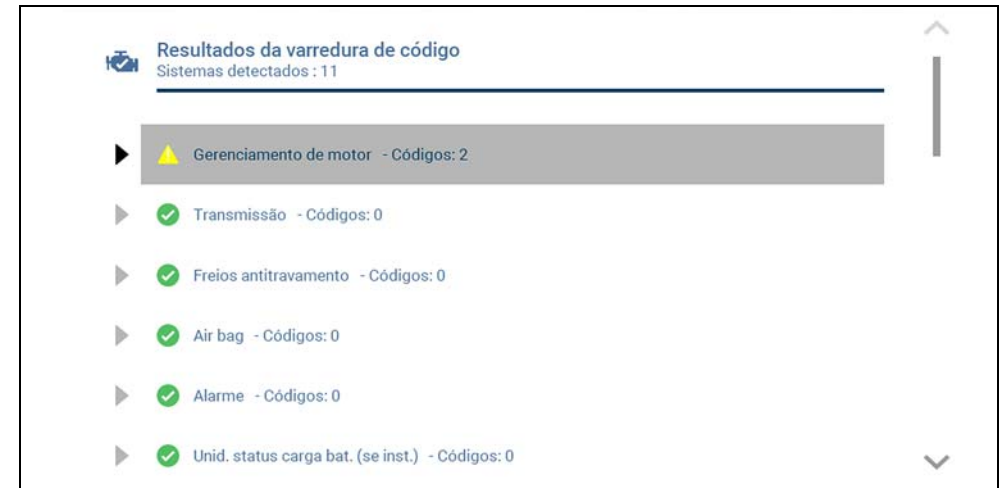 Resultados da varredura de código
Sistemas detectados : 11
Gerenciamento de motor - Códigos: 2
Transmissão - Códigos: 0
Freios antitravamento - Códigos: 0
Air bag - Códigos: 0
Alarme - Códigos: 0
Unid. status carga bat. (se inst.) - Códigos: 0